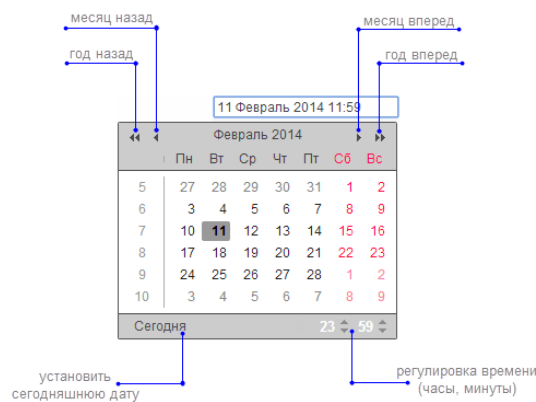 месяц назад
месяц вперед
год назад
год вперед
11 Февраль 2014 11:59
Февраль 2014
Пн Вт Ср Чт Пт Сб Вс
5 27 28 29 30 31 1 2
6 3 4 5 6 7 8 9
7 10 11 12 13 14 15 16
8 17 18 19 20 21 22 23
9 24 25 26 27 28 1 2
10 3 4 5 6 7 8 9
Сегодня 23 59
установить
сегодняшнюю дату
регулировка времени
(часы, минуты)